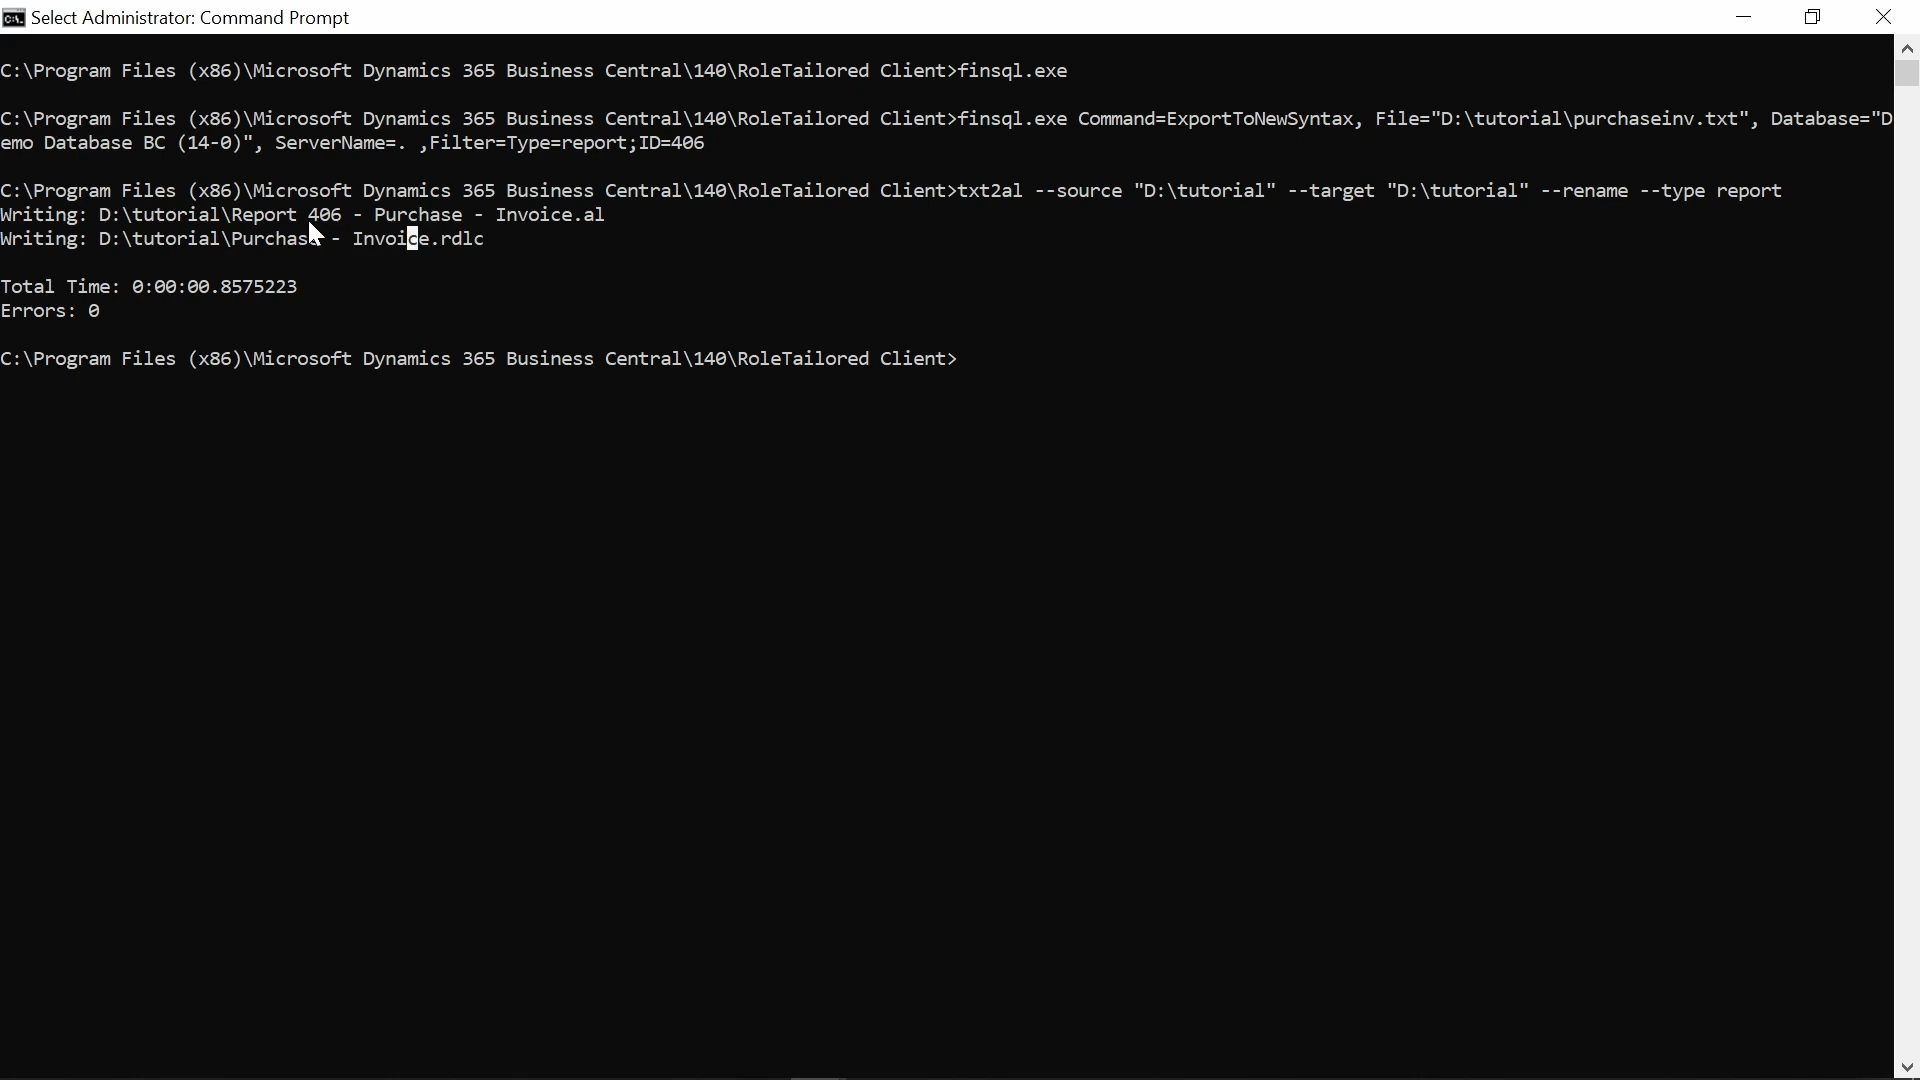 Select Administrator: Command Prompt
C:\Program Files (x86)\Microsoft Dynamics 365 Business Central\140\RoleTailored Client>finsql.exe
C:\Program Files (x86)\Microsoft Dynamics 365 Business Central\140\RoleTailored Client>finsql.exe Command=ExportToNewSyntax, File="D:\tutorial\purchaseinv.txt", Database="D
emo Database BC (14-0)", ServerName=. ,Filter=Type=report;ID=406
C:\Program Files (x86)\Microsoft Dynamics 365 Business Central\140\RoleTailored Client>txt2al --source "D:\tutorial" --target "D:\tutorial" --rename --type report
Writing: D:\tutorial\Report 406 - Purchase - Invoice.al
Writing: D:\tutorial\Purchase - Invoice.rdlc
Total Time: 0:00:00.8575223
Errors: 0
C:\Program Files (x86)\Microsoft Dynamics 365 Business Central\140\RoleTailored Client>